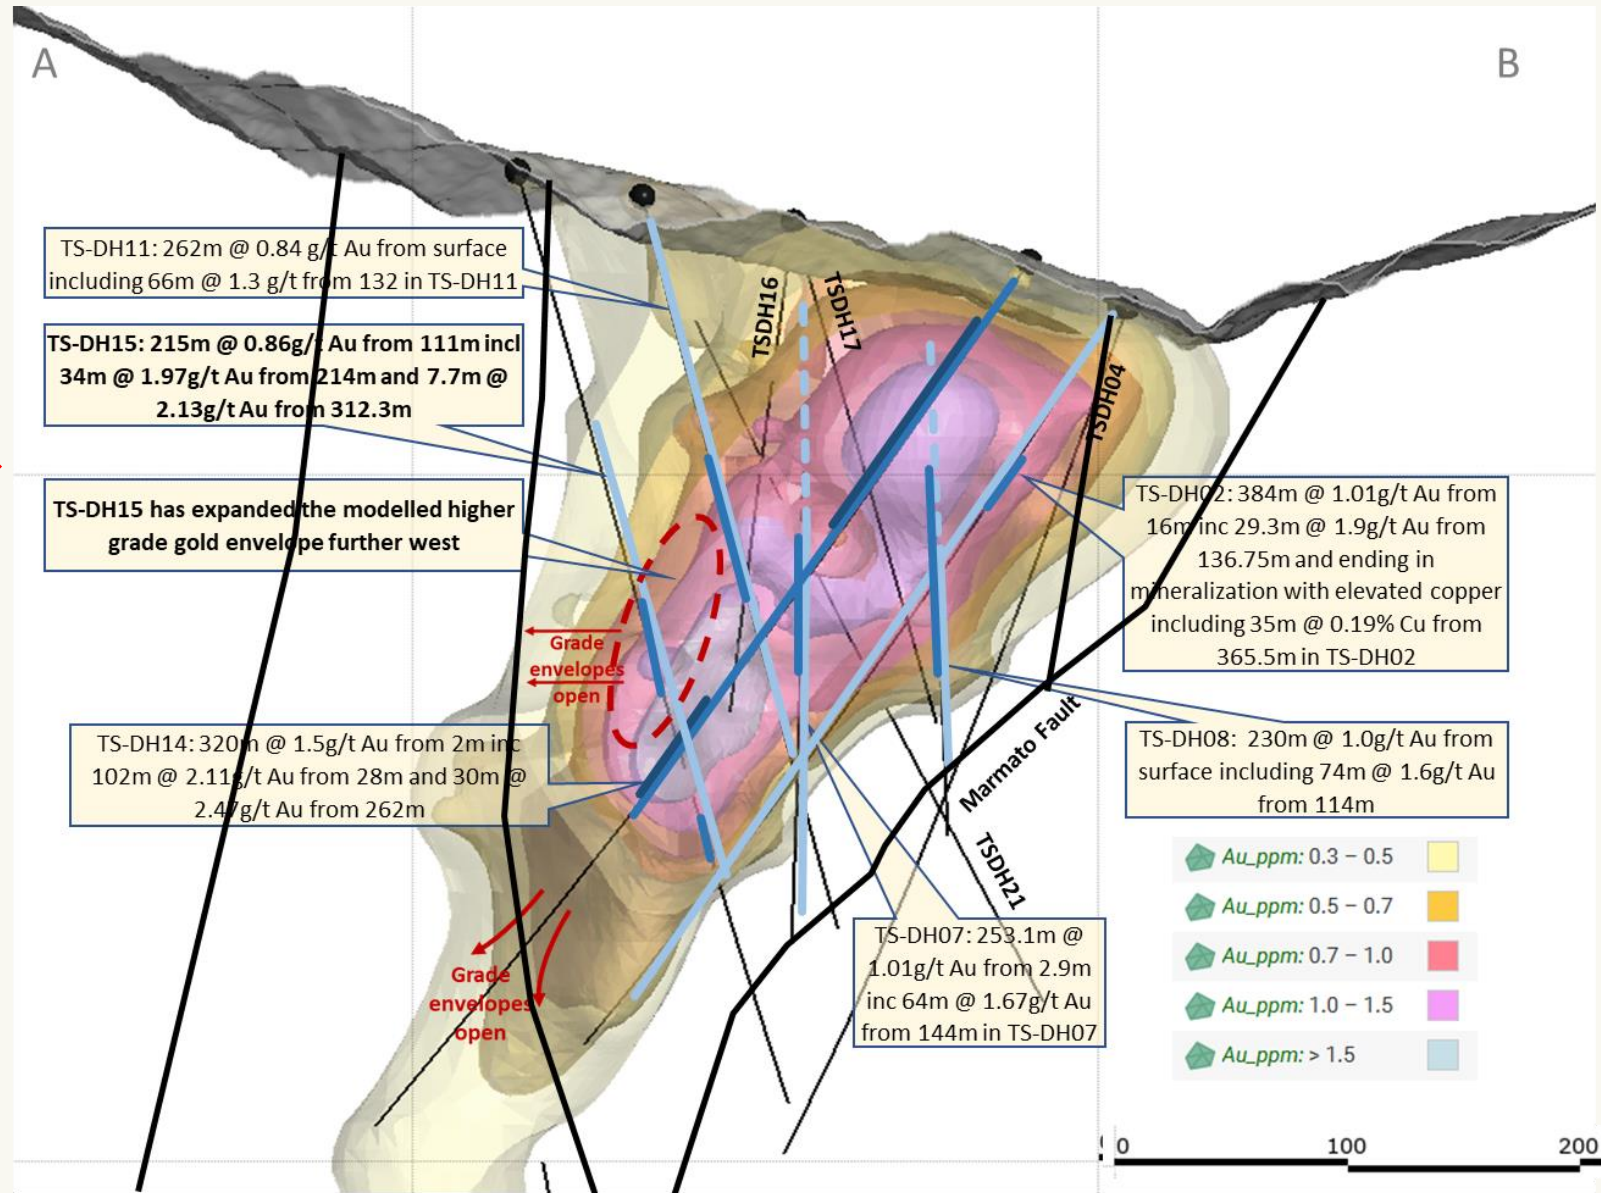 A
B
TS-DH11: 262m @ 0.84 g/t Au from surface
including 66m @ 1.3 g/t from 132 in TS-DH11
TS-DH15: 215m @ 0.86g/t Au from 111m incl
34m @ 1.97g/t Au from 214m and 7.7m @
2.13g/t Au from 312.3m
TS-DH15 has expanded the modelled higher
grade gold envelope further west
TSDH16
TSDH17
TSDH04
TS-DH02: 384m @ 1.01g/t Au from
16m inc 29.3m @ 1.9g/t Au from
136.75m and ending in
mineralization with elevated copper
including 35m @ 0.19% Cu from
365.5m in TS-DH02
Grade
envelopes
open
TS-DH14: 320m @ 1.5g/t Au from 2m inc
102m @ 2.11g/t Au from 28m and 30m @
2.47g/t Au from 262m
Marmato Fault
TS-DH08: 230m @ 1.0g/t Au from
surface including 74m @ 1.6g/t Au
from 114m
TSDH21
Grade
envelopes
open
TS-DH07: 253.1m @
1.01g/t Au from 2.9m
inc 64m @ 1.67g/t Au
from 144m in TS-DH07
Au_ppm: 0.3 – 0.5
Au_ppm: 0.5 – 0.7
Au_ppm: 0.7 – 1.0
Au_ppm: 1.0 – 1.5
Au_ppm: > 1.5
0 100 200